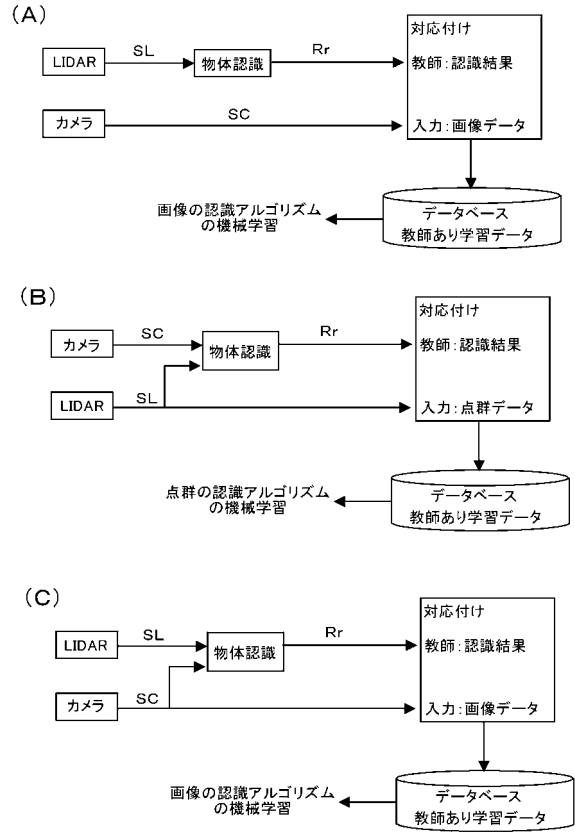 (A)
対応付け
LIDAR
SL
物体認識
Rr
教師:認識結果
カメラ
SC
入力:画像データ
画像の認識アルゴリズム
の機械学習
データベース
教師あり学習データ
(B)
対応付け
カメラ
SC
物体認識
Rr
教師:認識結果
LIDAR
SL
入力:点群データ
点群の認識アルゴリズム
の機械学習
データベース
教師あり学習データ
(C)
対応付け
LIDAR
SL
物体認識
Rr
教師:認識結果
カメラ
SC
入力:画像データ
画像の認識アルゴリズム
の機械学習
データベース
教師あり学習データ